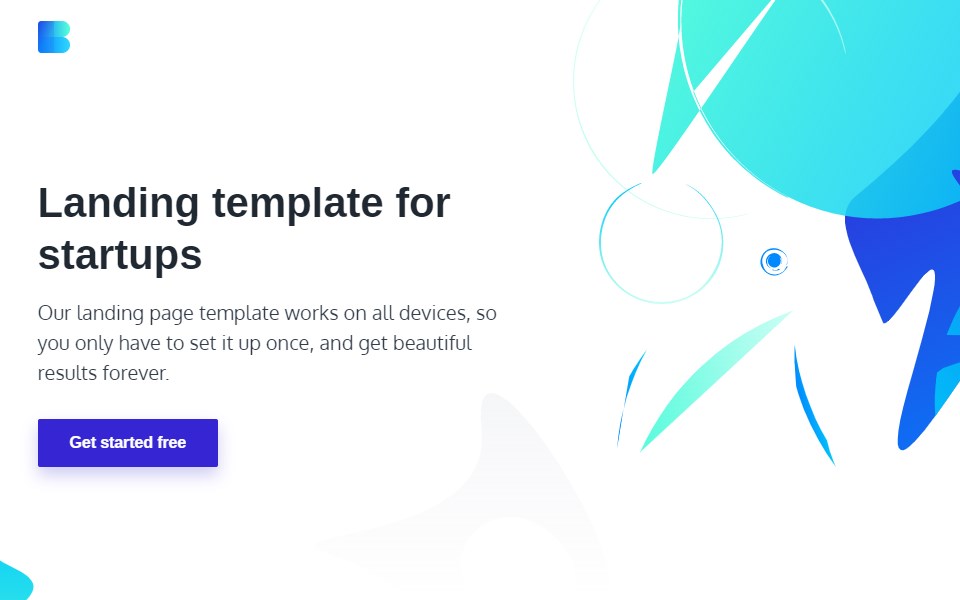 Landing template for
startups
Our landing page template works on all devices, so
you only have to set it up once, and get beautiful
results forever.
Get started free